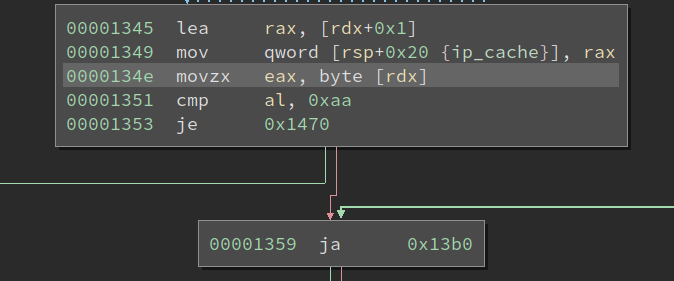 00001345 lea rax, [rdx+0x1]
00001349 mov qword [rsp+0x20 {ip_cache}], rax
0000134e movzx eax, byte [rdx]
00001351 cmp al, 0xaa
00001353 je 0x1470
00001359 ja 0x13b0